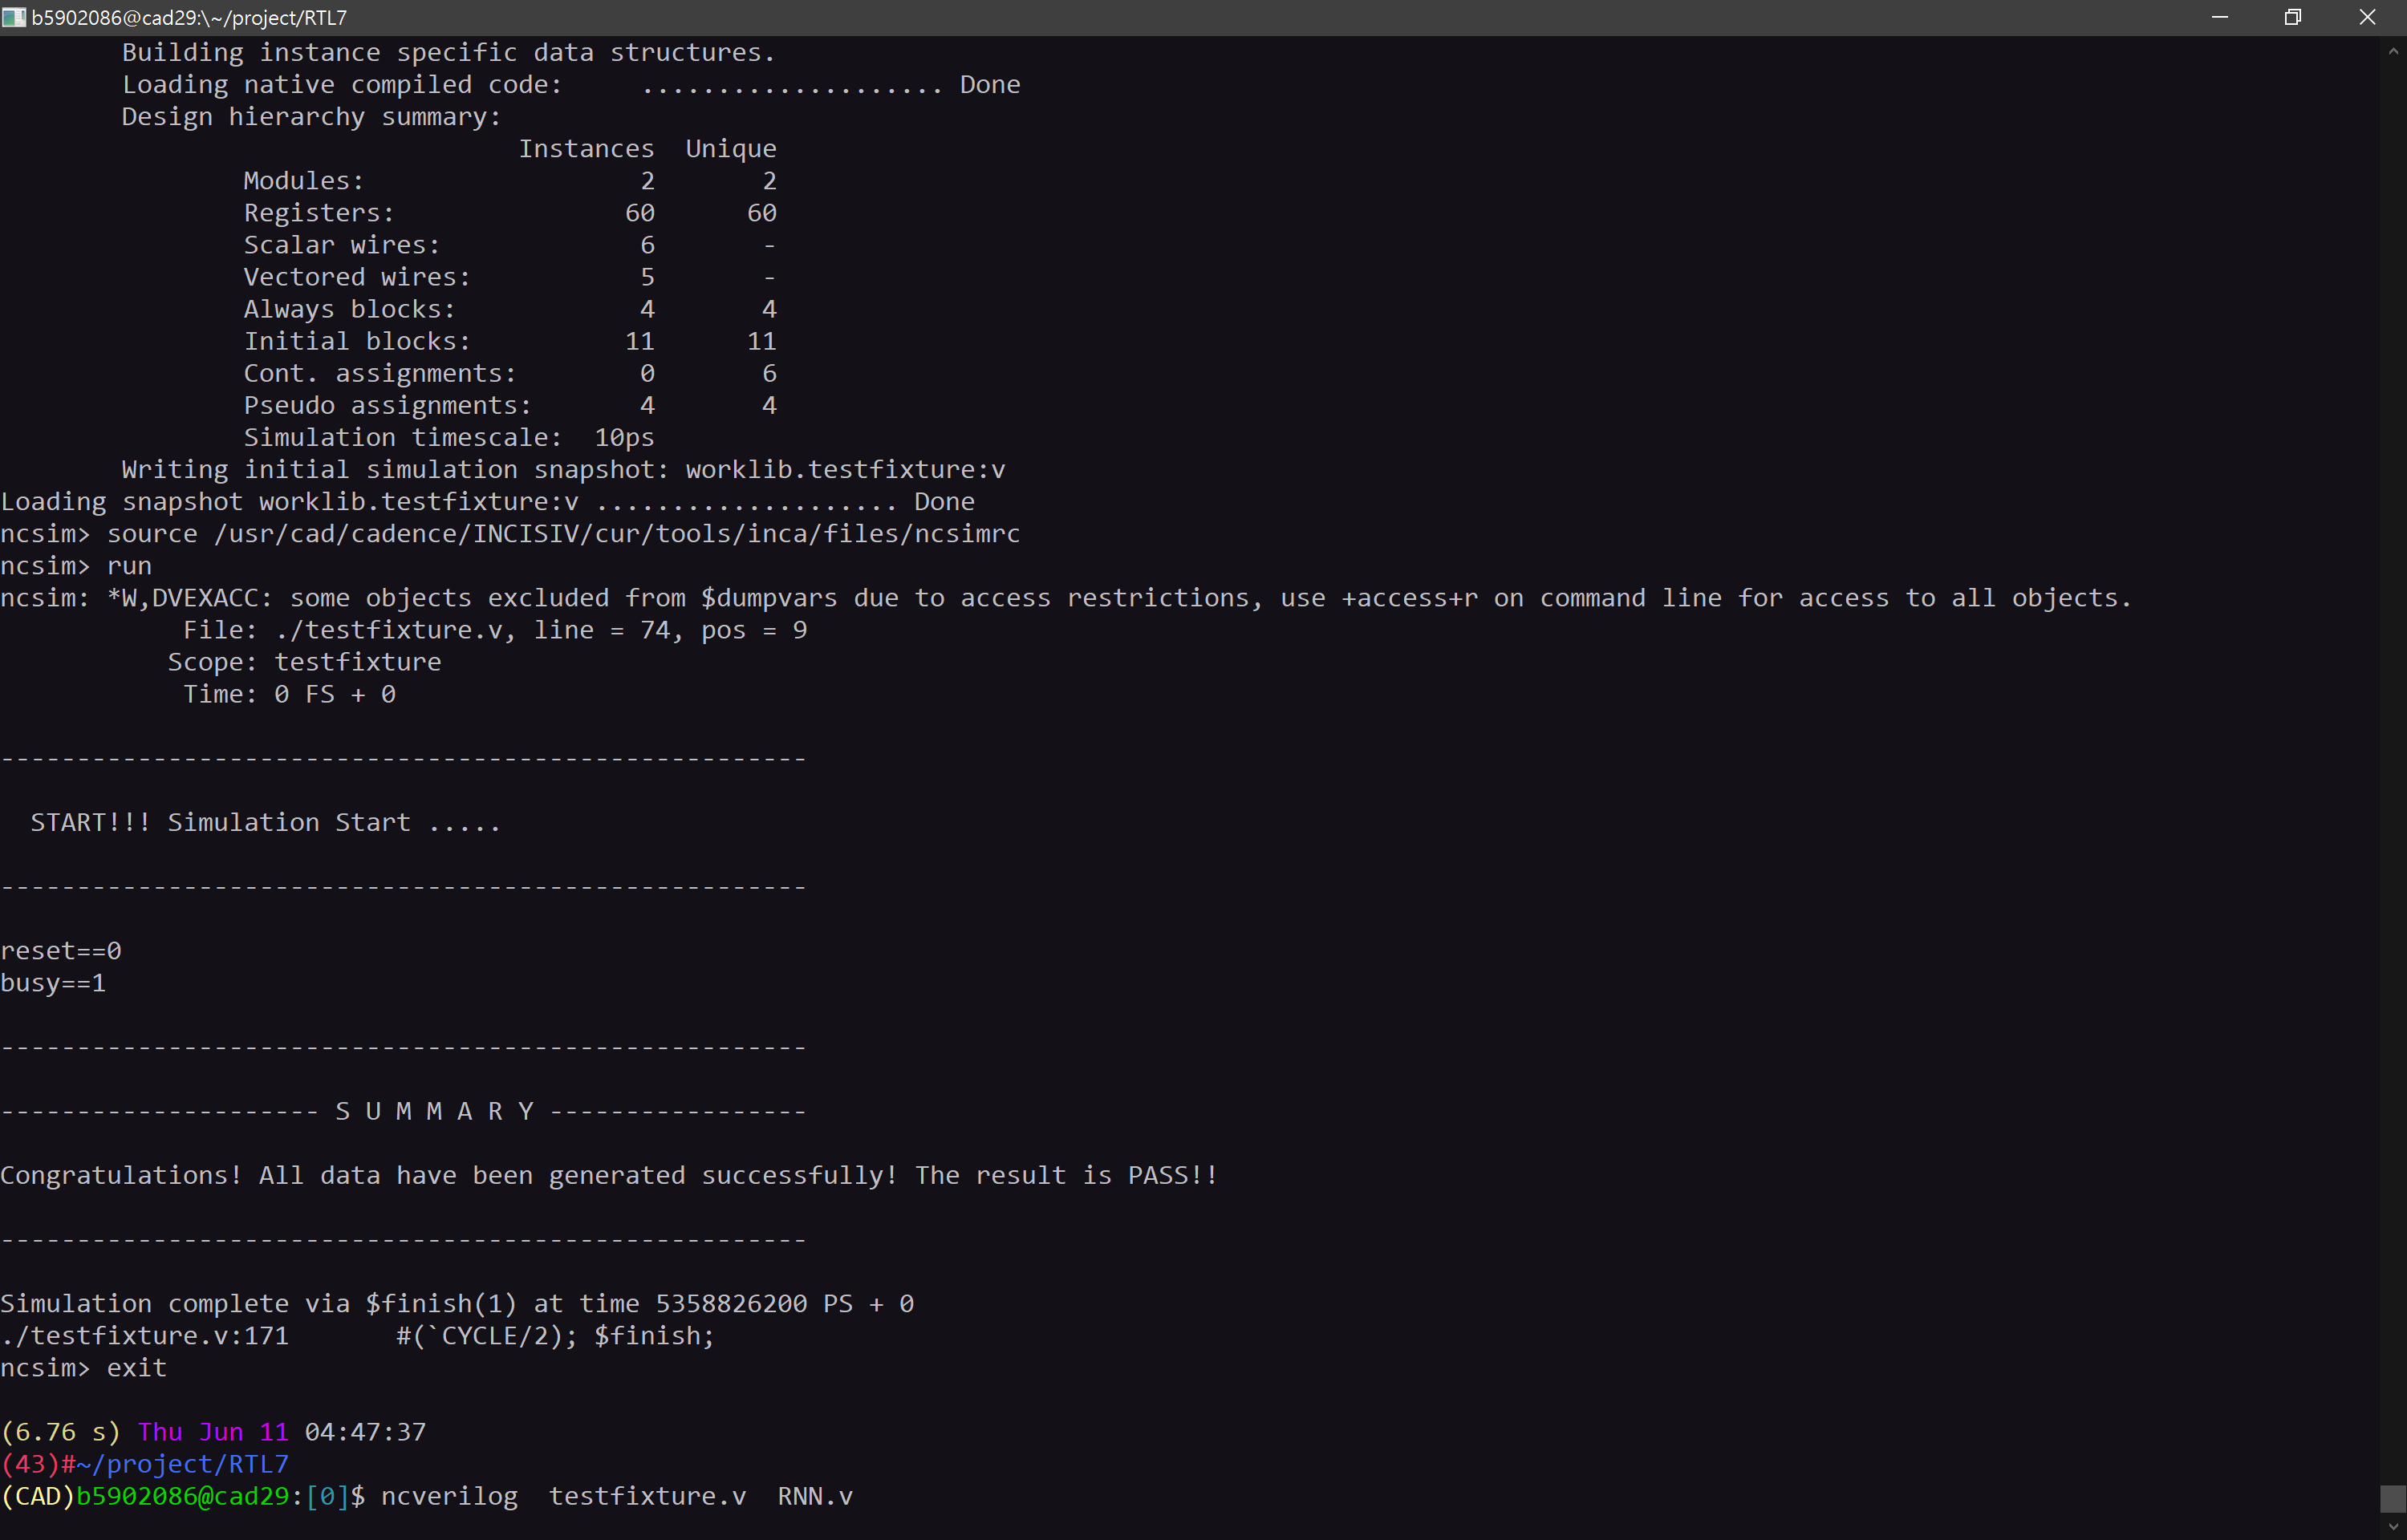 b5902086@cad29:\~/project/RTL7
Building instance specific data structures.
Loading native compiled code:     .................... Done
Design hierarchy summary:
Instances  Unique
Modules:                  2       2
Registers:               60      60
Scalar wires:             6       -
Vectored wires:           5       -
Always blocks:            4       4
Initial blocks:          11      11
Cont. assignments:        0       6
Pseudo assignments:       4       4
Simulation timescale:  10ps
Writing initial simulation snapshot: worklib.testfixture:v
Loading snapshot worklib.testfixture:v .................... Done
ncsim> source /usr/cad/cadence/INCISIV/cur/tools/inca/files/ncsimrc
ncsim> run
ncsim: *W,DVEXACC: some objects excluded from $dumpvars due to access restrictions, use +access+r on command line for access to all objects.
File: ./testfixture.v, line = 74, pos = 9
Scope: testfixture
Time: 0 FS + 0
-----------------------------------------------------
START!!! Simulation Start .....
-----------------------------------------------------
reset==0
busy==1
-----------------------------------------------------
--------------------- S U M M A R Y -----------------
Congratulations! All data have been generated successfully! The result is PASS!!
-----------------------------------------------------
Simulation complete via $finish(1) at time 5358826200 PS + 0
./testfixture.v:171       #(`CYCLE/2); $finish;
ncsim> exit
(6.76 s) Thu Jun 11 04:47:37
(43)#~/project/RTL7
(CAD)b5902086@cad29:[0]$ ncverilog  testfixture.v  RNN.v